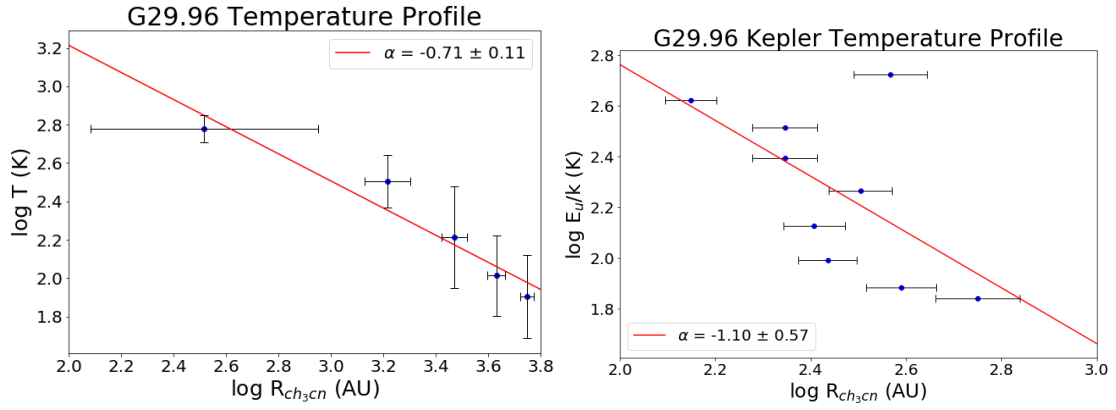 G29.96 Temperature Profile
α = -0.71 ± 0.11
3.2
3.0
2.8
2.6
2.4
2.2
2.0
1.8
log T (K)
2.0 2.2 2.4 2.6 2.8 3.0 3.2 3.4 3.6 3.8
log R_{ch_3cn} (AU)
G29.96 Kepler Temperature Profile
2.8
2.6
2.4
2.2
2.0
1.8
log E_u/k (K)
α = -1.10 ± 0.57
2.0 2.2 2.4 2.6 2.8 3.0
log R_{ch_3cn} (AU)